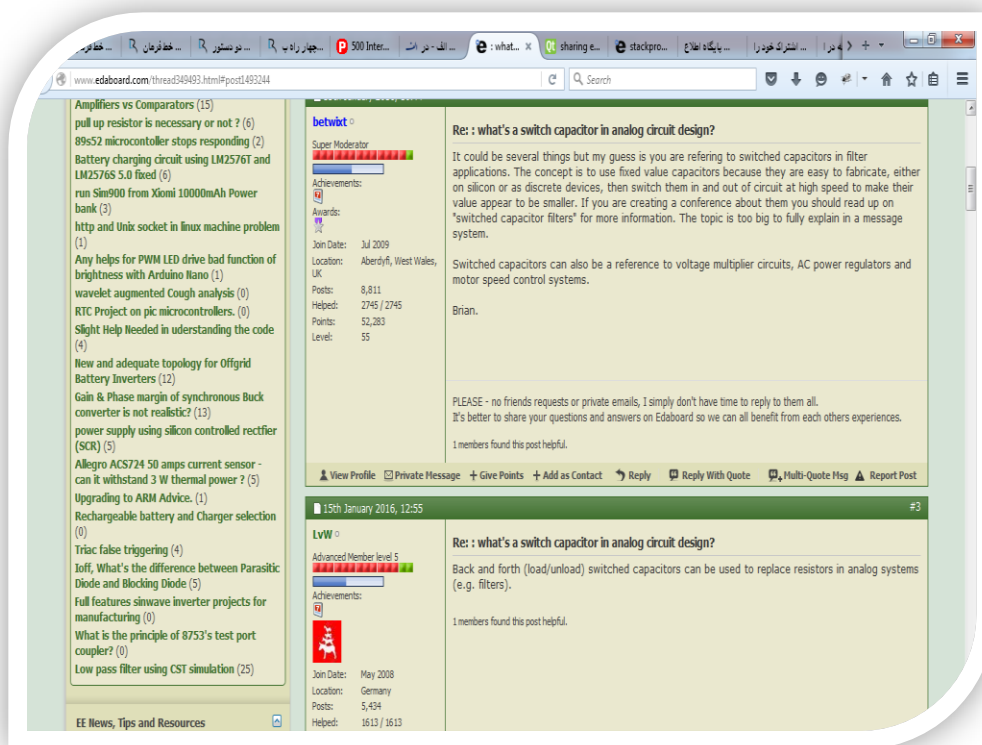 ... خط فرمان
... دو دستور
...چهار راه ب
500 Inter...
: what...
sharing e...
stackpro...
... پایگاه اطلاع
... اشتراک خود را
www.edaboard.com/thread349493.html#post1493244
Search
Amplifiers vs Comparators (15)
pull up resistor is necessary or not ? (6)
89s52 microcontoller stops responding (2)
Battery charging circuit using LM2576T and
LM2576S 5.0 fixed (6)
run Sim900 from Xiomi 10000mAh Power
bank (3)
http and Unix socket in linux machine problem
(1)
Any helps for PWM LED drive bad function of
brightness with Arduino Nano (1)
wavelet augmented Cough analysis (0)
RTC Project on pic microcontrollers. (0)
Slight Help Needed in uderstanding the code
(4)
New and adequate topology for Offgrid
Battery Inverters (12)
Gain & Phase margin of synchronous Buck
converter is not realistic? (13)
power supply using silicon controlled rectfier
(SCR) (5)
Allegro ACS724 50 amps current sensor -
can it withstand 3 W thermal power ? (5)
Upgrading to ARM Advice. (1)
Rechargeable battery and Charger selection
(0)
Triac false triggering (4)
Ioff, What's the difference between Parasitic
Diode and Blocking Diode (5)
Full features sinwave inverter projects for
manufacturing (0)
What is the principle of 8753's test port
coupler? (0)
Low pass filter using CST simulation (25)
EE News, Tips and Resources
betwixt
Super Moderator
Achievements:
Awards:
Join Date: Jul 2009
Location: Aberdyfi, West Wales,
UK
Posts: 8,811
Helped: 2745 / 2745
Points: 52,283
Level: 55
Re: : what's a switch capacitor in analog circuit design?
It could be several things but my guess is you are refering to switched capacitors in filter
applications. The concept is to use fixed value capacitors because they are easy to fabricate, either
on silicon or as discrete devices, then switch them in and out of circuit at high speed to make their
value appear to be smaller. If you are creating a conference about them you should read up on
"switched capacitor filters" for more information. The topic is too big to fully explain in a message
system.
Switched capacitors can also be a reference to voltage multiplier circuits, AC power regulators and
motor speed control systems.
Brian.
PLEASE - no friends requests or private emails, I simply don't have time to reply to them all.
It's better to share your questions and answers on Edaboard so we can all benefit from each others experiences.
1 members found this post helpful.
View Profile Private Message + Give Points + Add as Contact Reply Reply With Quote Multi-Quote Msg Report Post
15th January 2016, 12:55 #3
LvW
Advanced Member level 5
Achievements:
Join Date: May 2008
Location: Germany
Posts: 5,434
Helped: 1613 / 1613
Re: : what's a switch capacitor in analog circuit design?
Back and forth (load/unload) switched capacitors can be used to replace resistors in analog systems
(e.g. filters).
1 members found this post helpful.